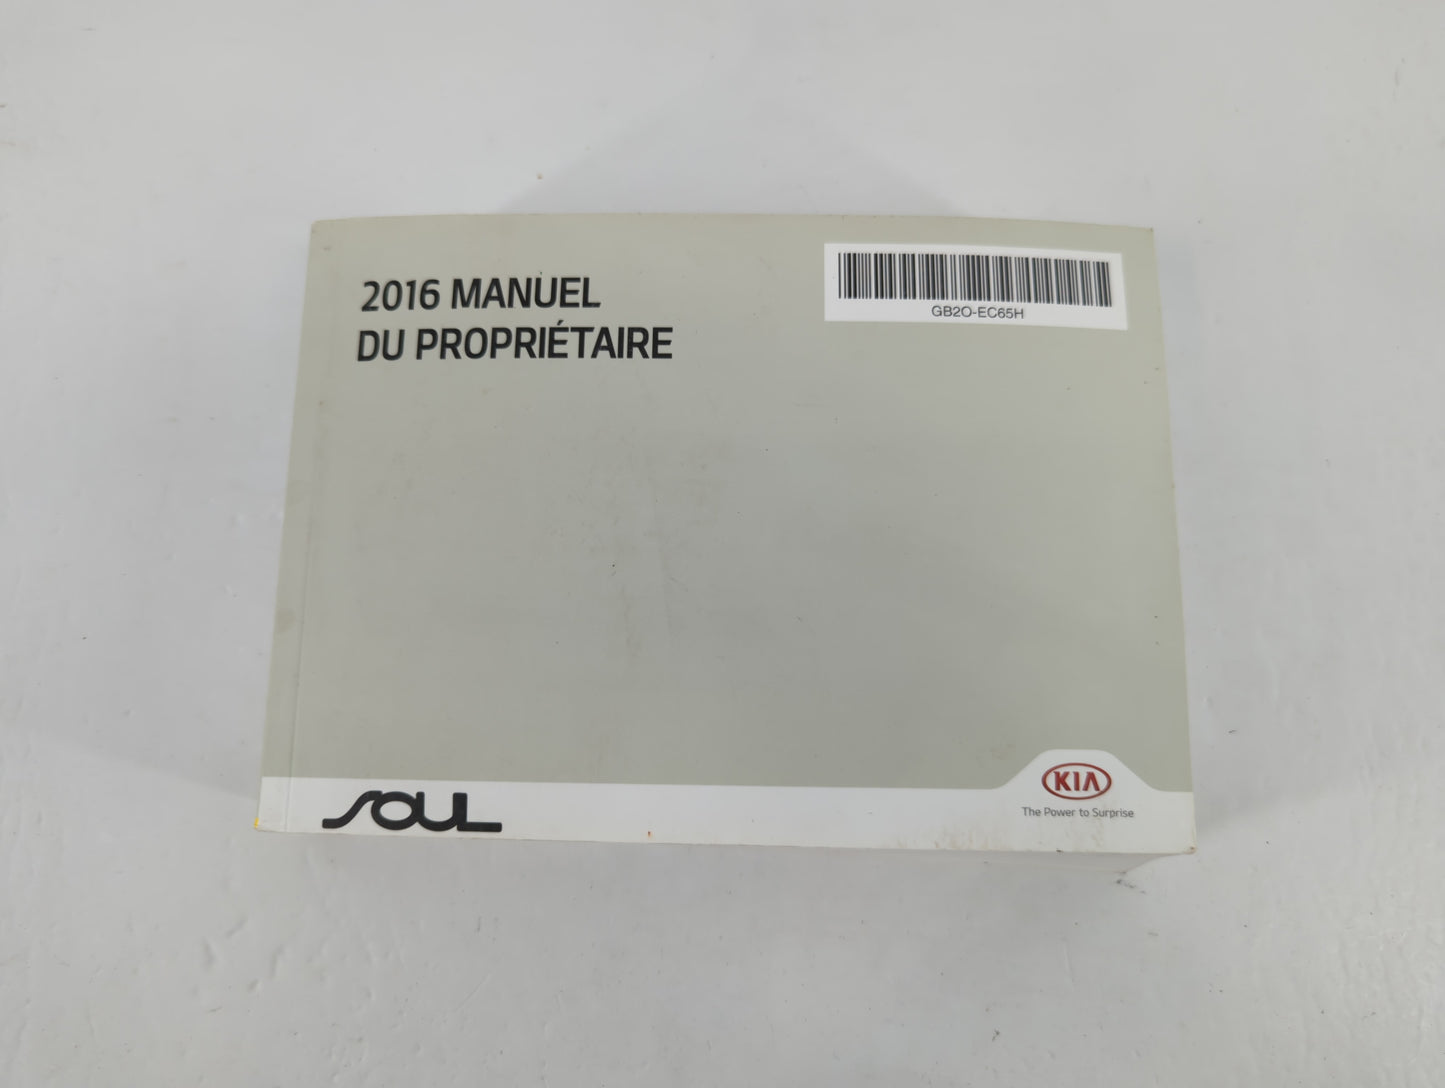 2016 MANUEL
DU PROPRIÉTAIRE
GB2O-EC65H
SOUL
KIA
The Power to Surprise